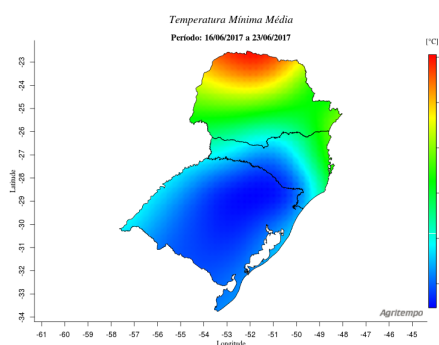 Temperatura Mínima Média
Período: 16/06/2017 a 23/06/2017
[°C]
-23
-24
-25
-26
-27
-28
-29
-30
-31
-32
-33
-34
Latitude
Agritempo
-61 -60 -59 -58 -57 -56 -55 -54 -53 -52 -51 -50 -49 -48 -47 -46 -45
Longitude